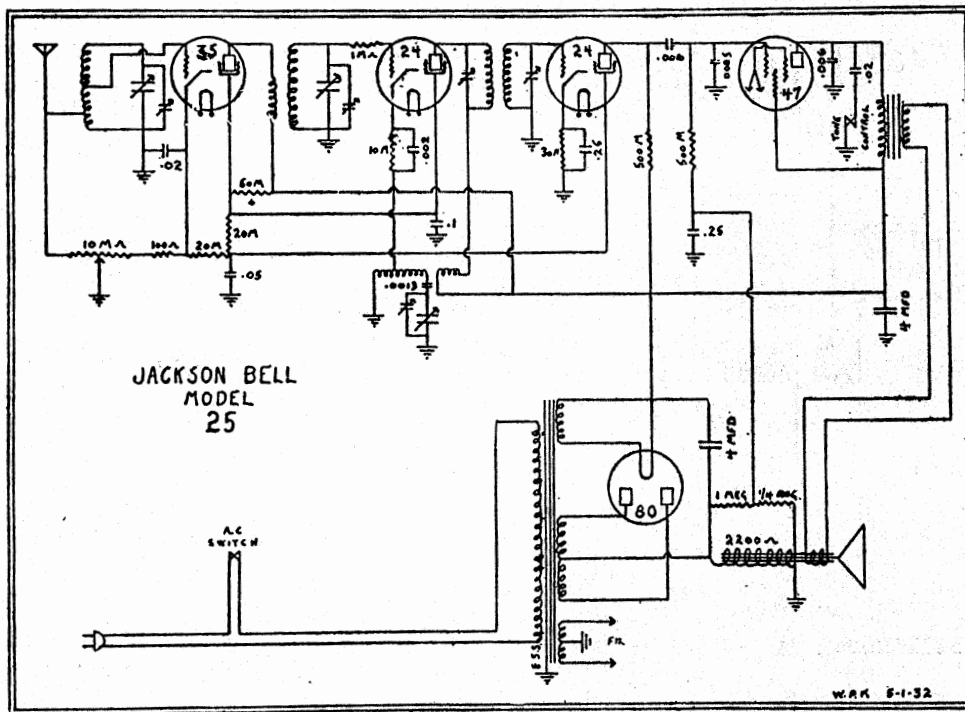 35
24
24
47
1MΩ
.006
.0005
.006
.02
TONE
CONTROL
.02
10M
.002
30M
.25
500M
500M
60M
20M
.1
.25
10MΩ
100Ω
20M
.05
.0013
4 MFD
JACKSON BELL
MODEL
25
4 MFD
80
1 MEG
1/4 MEG.
2200Ω
A.C.
SWITCH
E.S.S.
FIL.
W.P.K 5-1-32